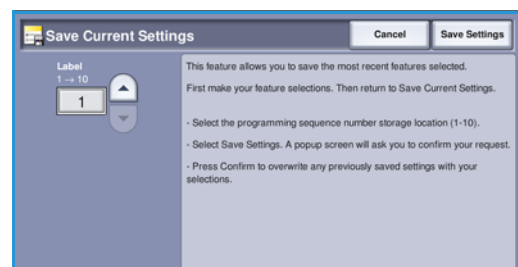 Save Current Settings
Cancel
Save Settings
Label
1 → 10
1
This feature allows you to save the most recent features selected.
First make your feature selections. Then return to Save Current Settings.
- Select the programming sequence number storage location (1-10).
- Select Save Settings. A popup screen will ask you to confirm your request.
- Press Confirm to overwrite any previously saved settings with your
selections.